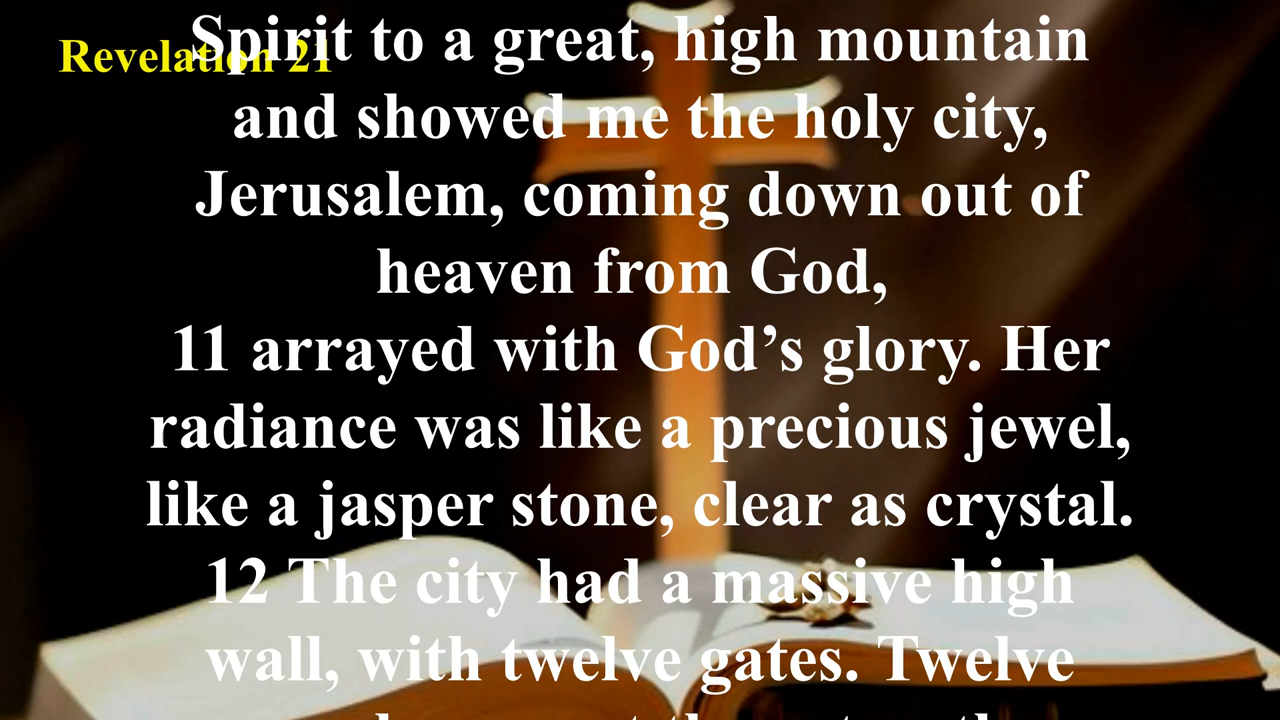 Revelation 21
Spirit to a great, high mountain
and showed me the holy city,
Jerusalem, coming down out of
heaven from God,
11 arrayed with God’s glory. Her
radiance was like a precious jewel,
like a jasper stone, clear as crystal.
12 The city had a massive high
wall, with twelve gates. Twelve